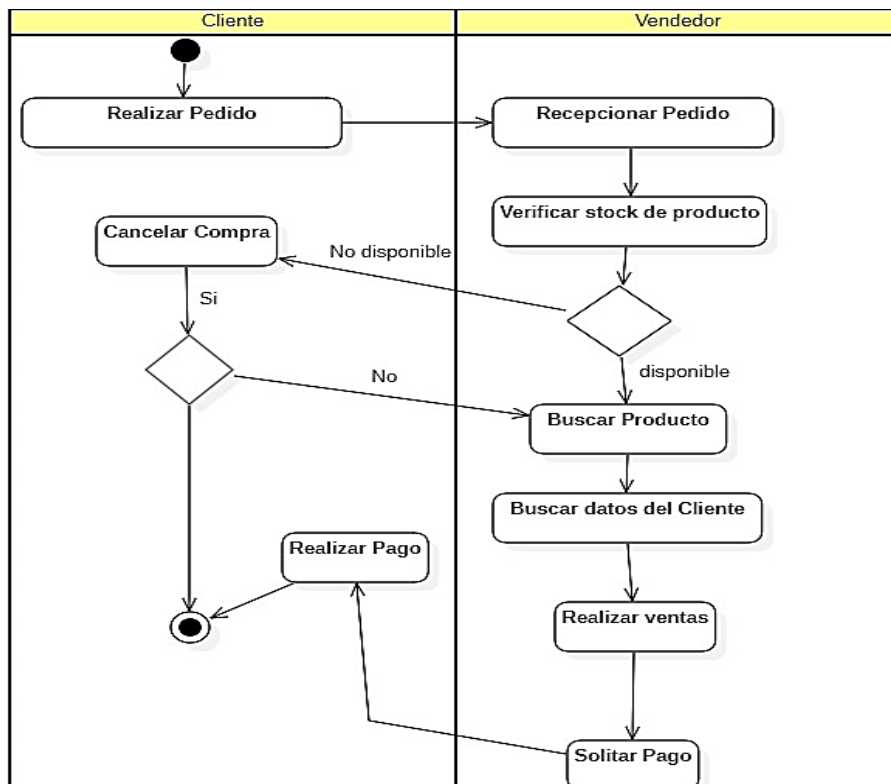 Cliente
Vendedor
Realizar Pedido
Recepcionar Pedido
Verificar stock de producto
Cancelar Compra
No disponible
Si
disponible
No
Buscar Producto
Buscar datos del Cliente
Realizar Pago
Realizar ventas
Solitar Pago